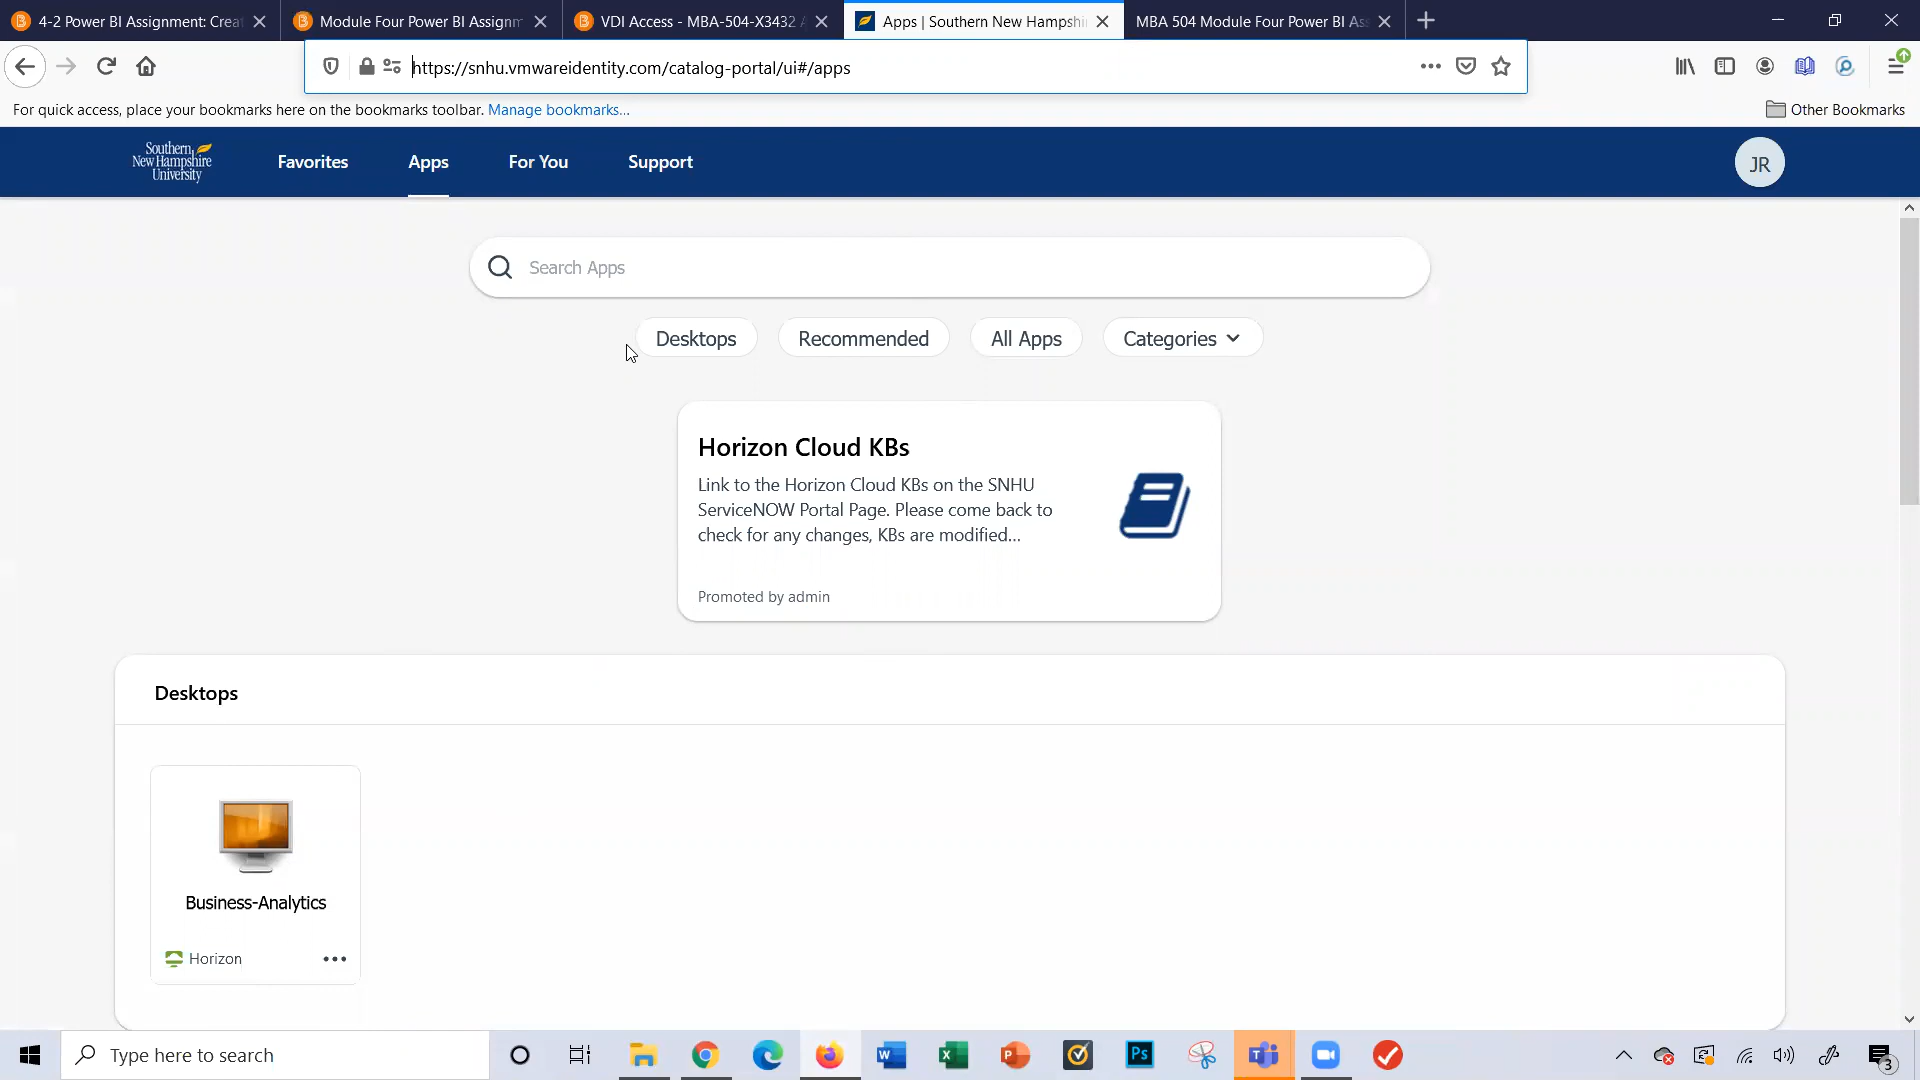 4-2 Power BI Assignment: Creat
Module Four Power BI Assignm
VDI Access - MBA-504-X3432 A
Apps | Southern New Hampshi
MBA 504 Module Four Power BI Ass
https://snhu.vmwareidentity.com/catalog-portal/ui#/apps
For quick access, place your bookmarks here on the bookmarks toolbar. Manage bookmarks...
Other Bookmarks
Southern
New Hampshire
University
Favorites
Apps
For You
Support
JR
Search Apps
Desktops
Recommended
All Apps
Categories
Horizon Cloud KBs
Link to the Horizon Cloud KBs on the SNHU
ServiceNOW Portal Page. Please come back to
check for any changes, KBs are modified...
Promoted by admin
Desktops
Business-Analytics
Horizon
Type here to search
3